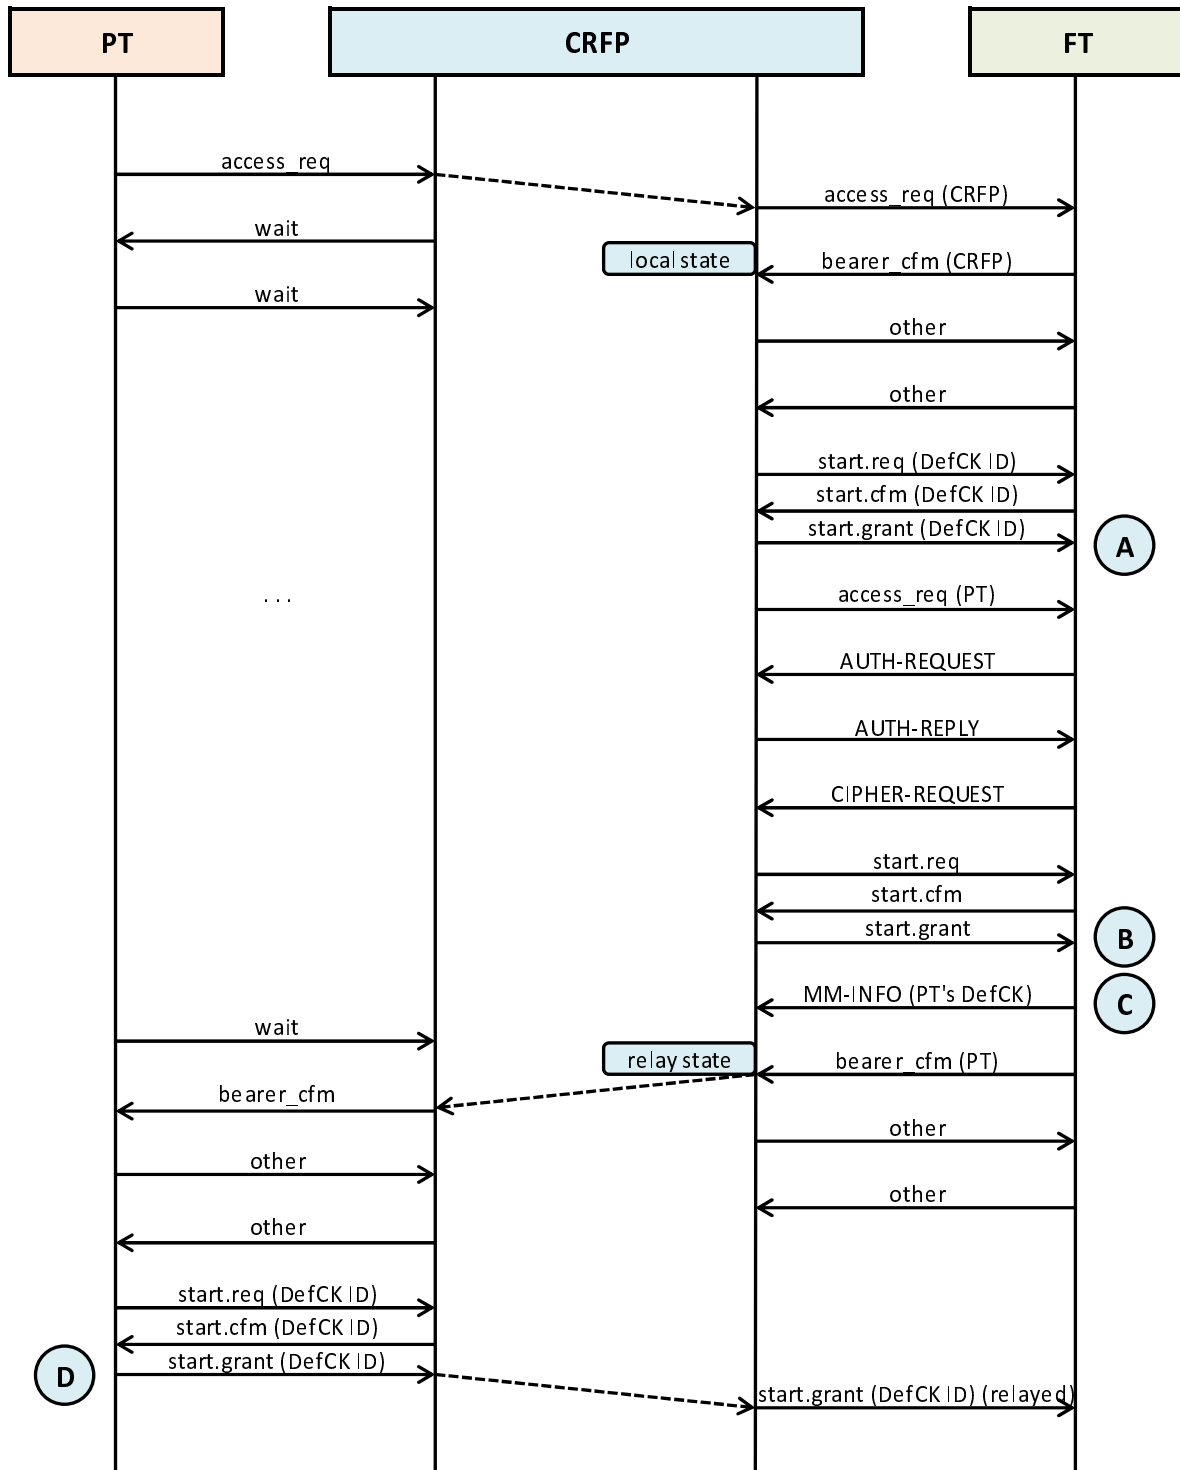 PT
CRFP
FT
access_req
access_req (CRFP)
wait
local state
bearer_cfm (CRFP)
wait
other
other
start.req (DefCK ID)
start.cfm (DefCK ID)
start.grant (DefCK ID)
A
. . .
access_req (PT)
AUTH-REQUEST
AUTH-REPLY
CIPHER-REQUEST
start.req
start.cfm
start.grant
B
MM-INFO (PT's DefCK)
C
wait
relay state
bearer_cfm (PT)
bearer_cfm
other
other
other
other
start.req (DefCK ID)
start.cfm (DefCK ID)
start.grant (DefCK ID)
D
start.grant (DefCK ID) (relayed)